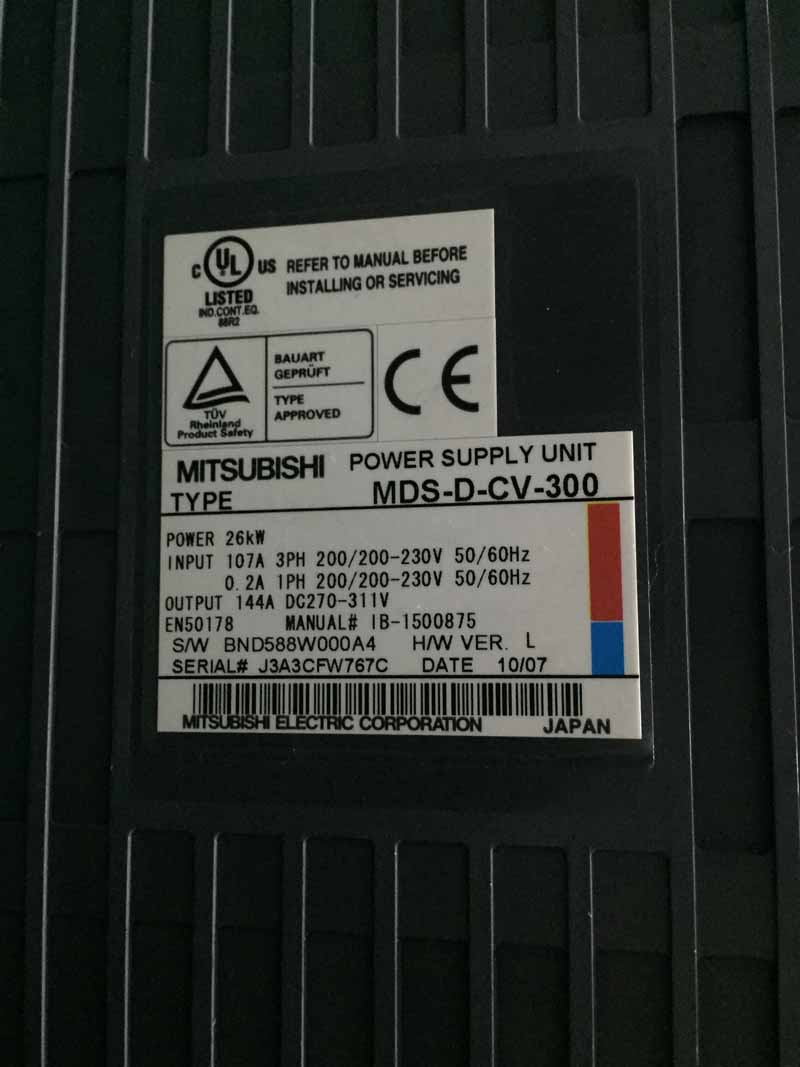 C UL US REFER TO MANUAL BEFORE
INSTALLING OR SERVICING
LISTED
IND.CONT.EQ.
88R2
TÜV
Rheinland
Product Safety
BAUART
GEPRÜFT
TYPE
APPROVED
CE
MITSUBISHI POWER SUPPLY UNIT
TYPE MDS-D-CV-300
POWER 26kW
INPUT 107A 3PH 200/200-230V 50/60Hz
0.2A 1PH 200/200-230V 50/60Hz
OUTPUT 144A DC270-311V
EN50178 MANUAL# IB-1500875
S/W BND588W000A4 H/W VER. L
SERIAL# J3A3CFW767C DATE 10/07
MITSUBISHI ELECTRIC CORPORATION JAPAN